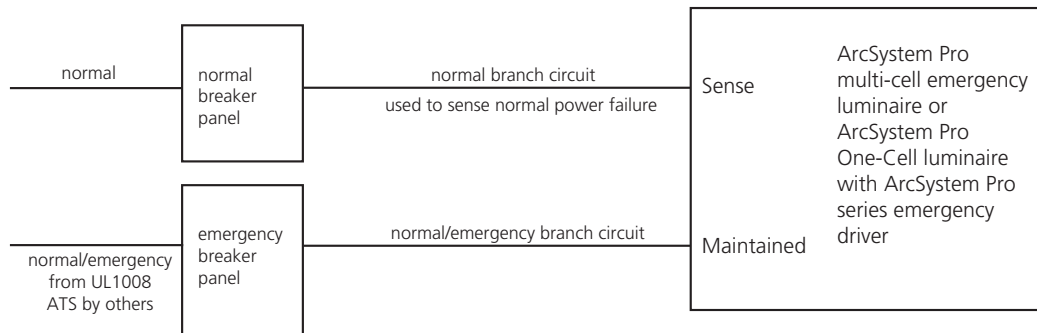 normal
normal
breaker
panel
normal branch circuit
used to sense normal power failure
Sense
ArcSystem Pro
multi-cell emergency
luminaire or
ArcSystem Pro
One-Cell luminaire
with ArcSystem Pro
series emergency
driver
normal/emergency
from UL1008
ATS by others
emergency
breaker
panel
normal/emergency branch circuit
Maintained